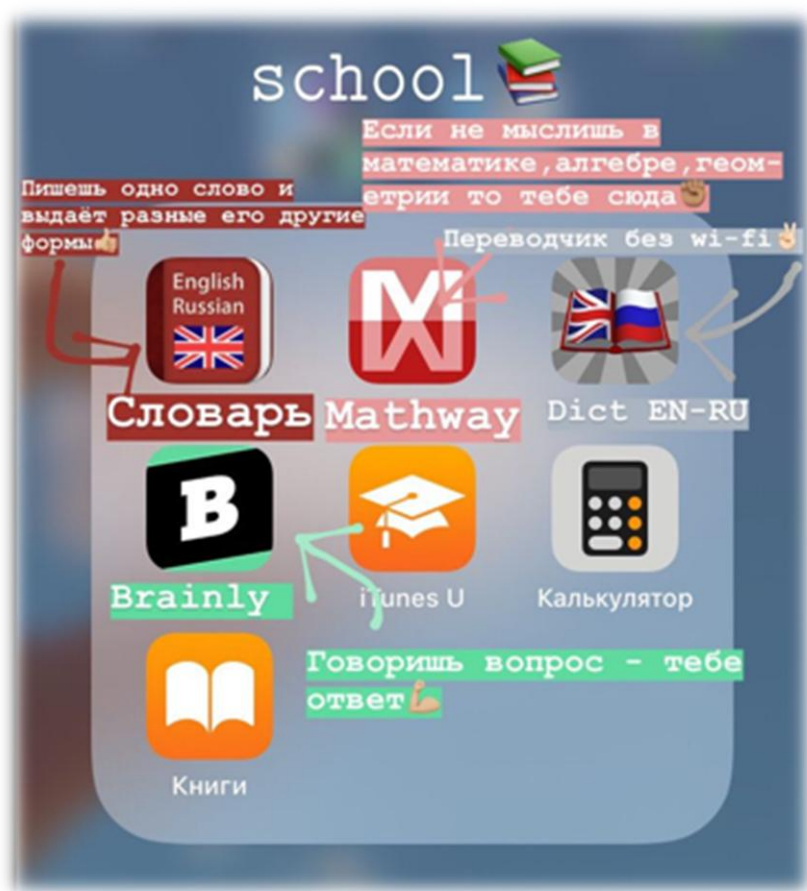 school📚
Если не мыслишь в
математике,алгебре,геом-
етрии то тебе сюда✊🏾
Пишешь одно слово и
выдаёт разные его другие
формы👍🏼
Переводчик без wi-fi✌🏻
English
Russian
Словарь
Mathway
Dict EN-RU
B
Brainly
iTunes U
Калькулятор
Говоришь вопрос - тебе
ответ💪🏼
Книги